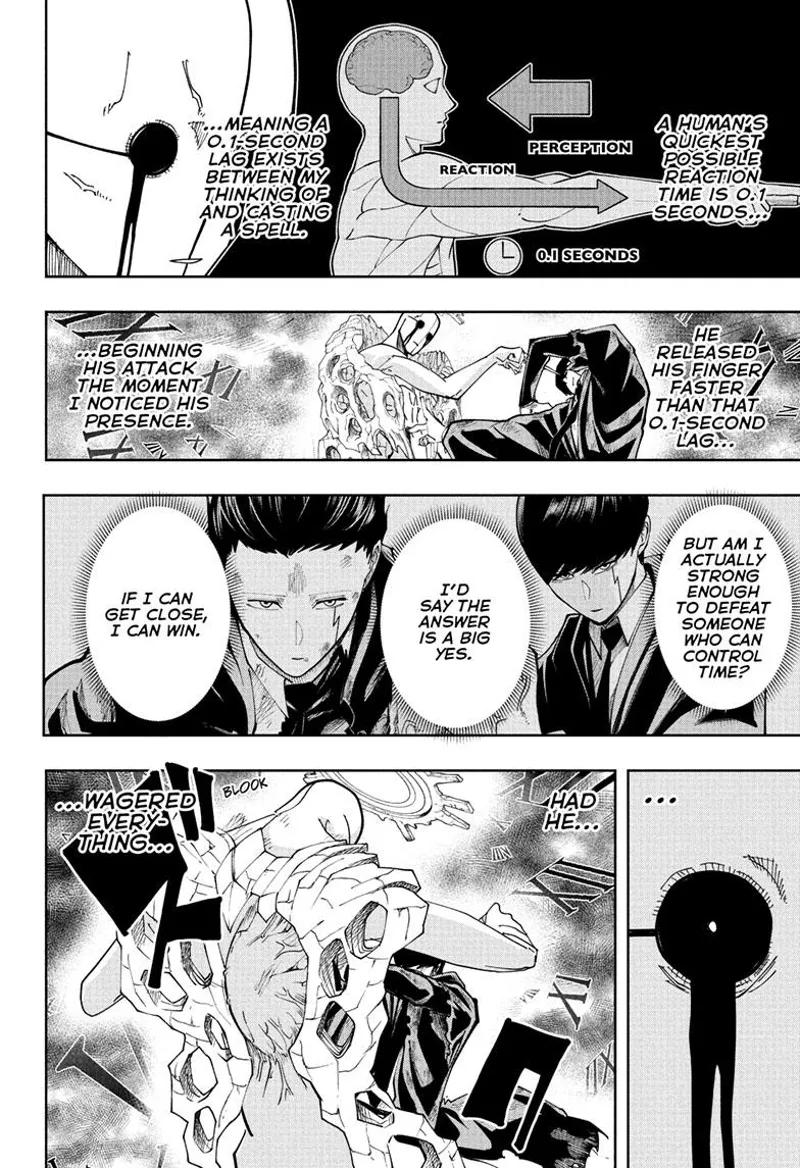 A HUMAN'S
QUICKEST
POSSIBLE
REACTION
TIME IS 0.1
SECONDS...
PERCEPTION
REACTION
0.1 SECONDS
...MEANING A
0.1-SECOND
LAG EXISTS
BETWEEN MY
THINKING OF
AND CASTING
A SPELL.
HE
RELEASED
HIS FINGER
FASTER
THAN THAT
0.1-SECOND
LAG...
...BEGINNING
HIS ATTACK
THE MOMENT
I NOTICED HIS
PRESENCE.
XI
BUT AM I
ACTUALLY
STRONG
ENOUGH
TO DEFEAT
SOMEONE
WHO CAN
CONTROL
TIME?
I'D
SAY THE
ANSWER
IS A BIG
YES.
IF I CAN
GET CLOSE,
I CAN WIN.
...
HAD
HE...
BLOOK
...WAGERED
EVERY-
THING...
XII
XI